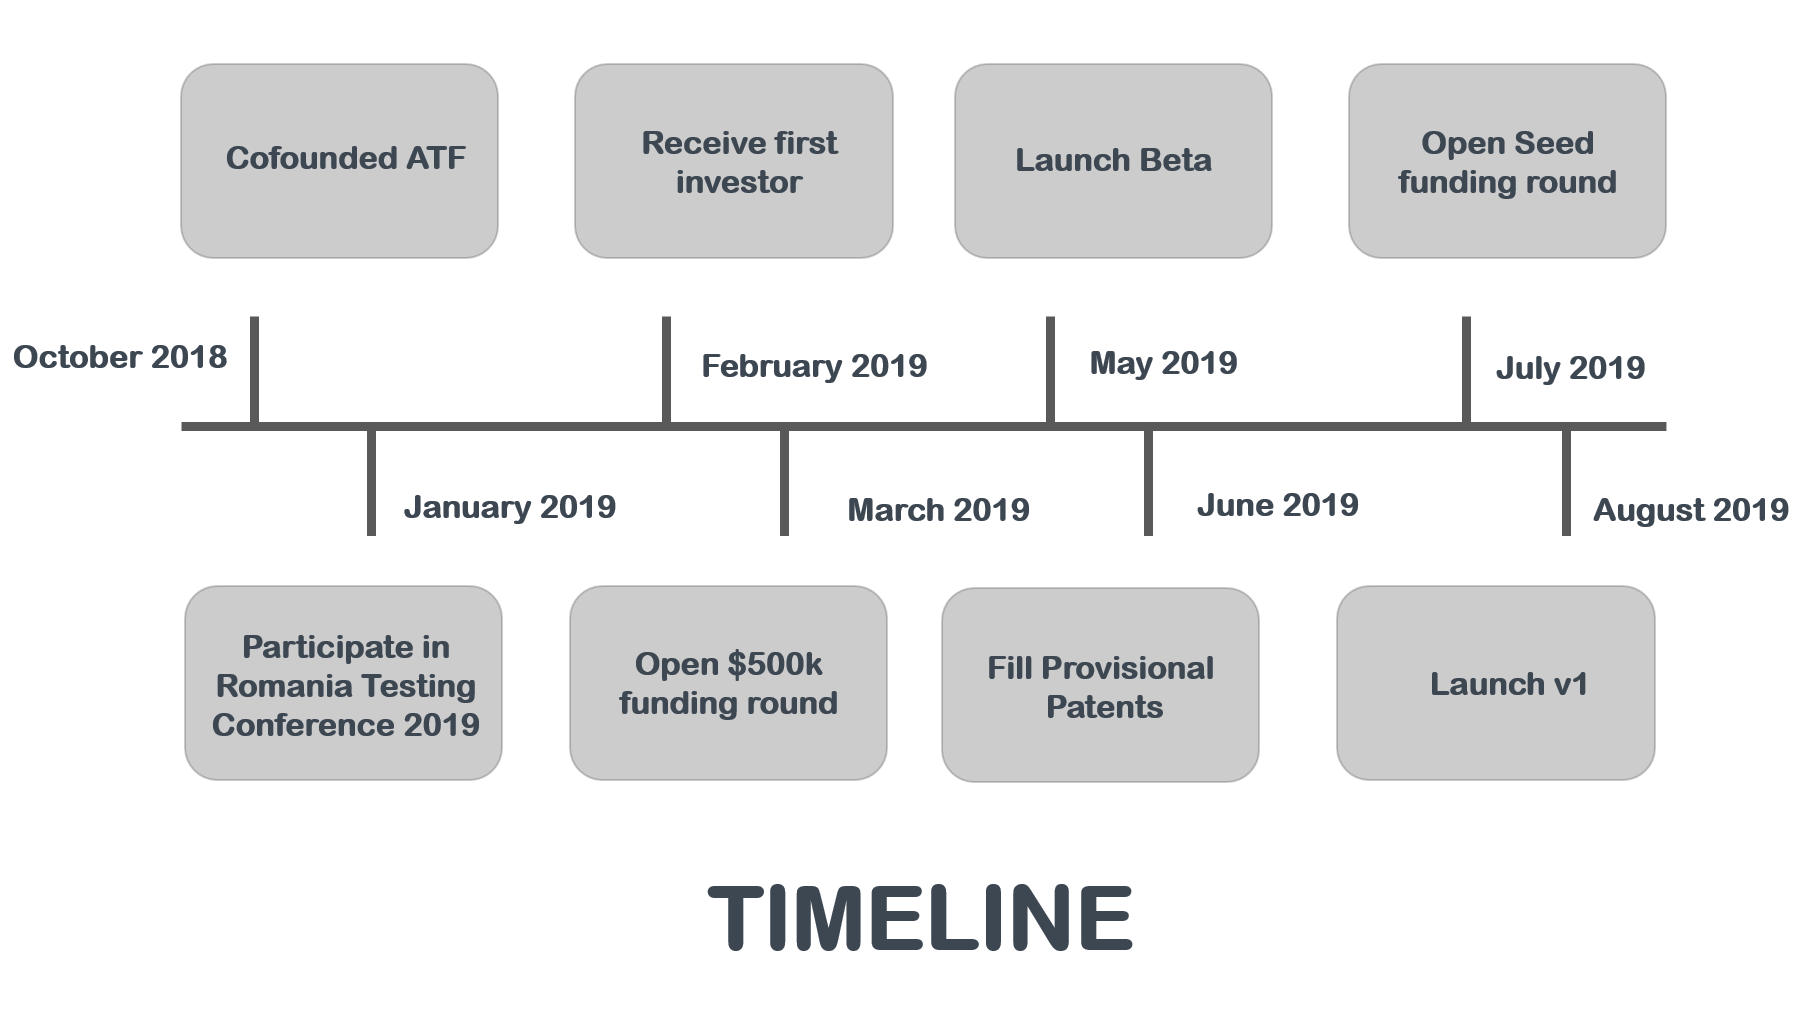 Cofounded ATF
Receive first
investor
Launch Beta
Open Seed
funding round
October 2018
February 2019
May 2019
July 2019
January 2019
March 2019
June 2019
August 2019
Participate in
Romania Testing
Conference 2019
Open $500k
funding round
Fill Provisional
Patents
Launch v1
TIMELINE